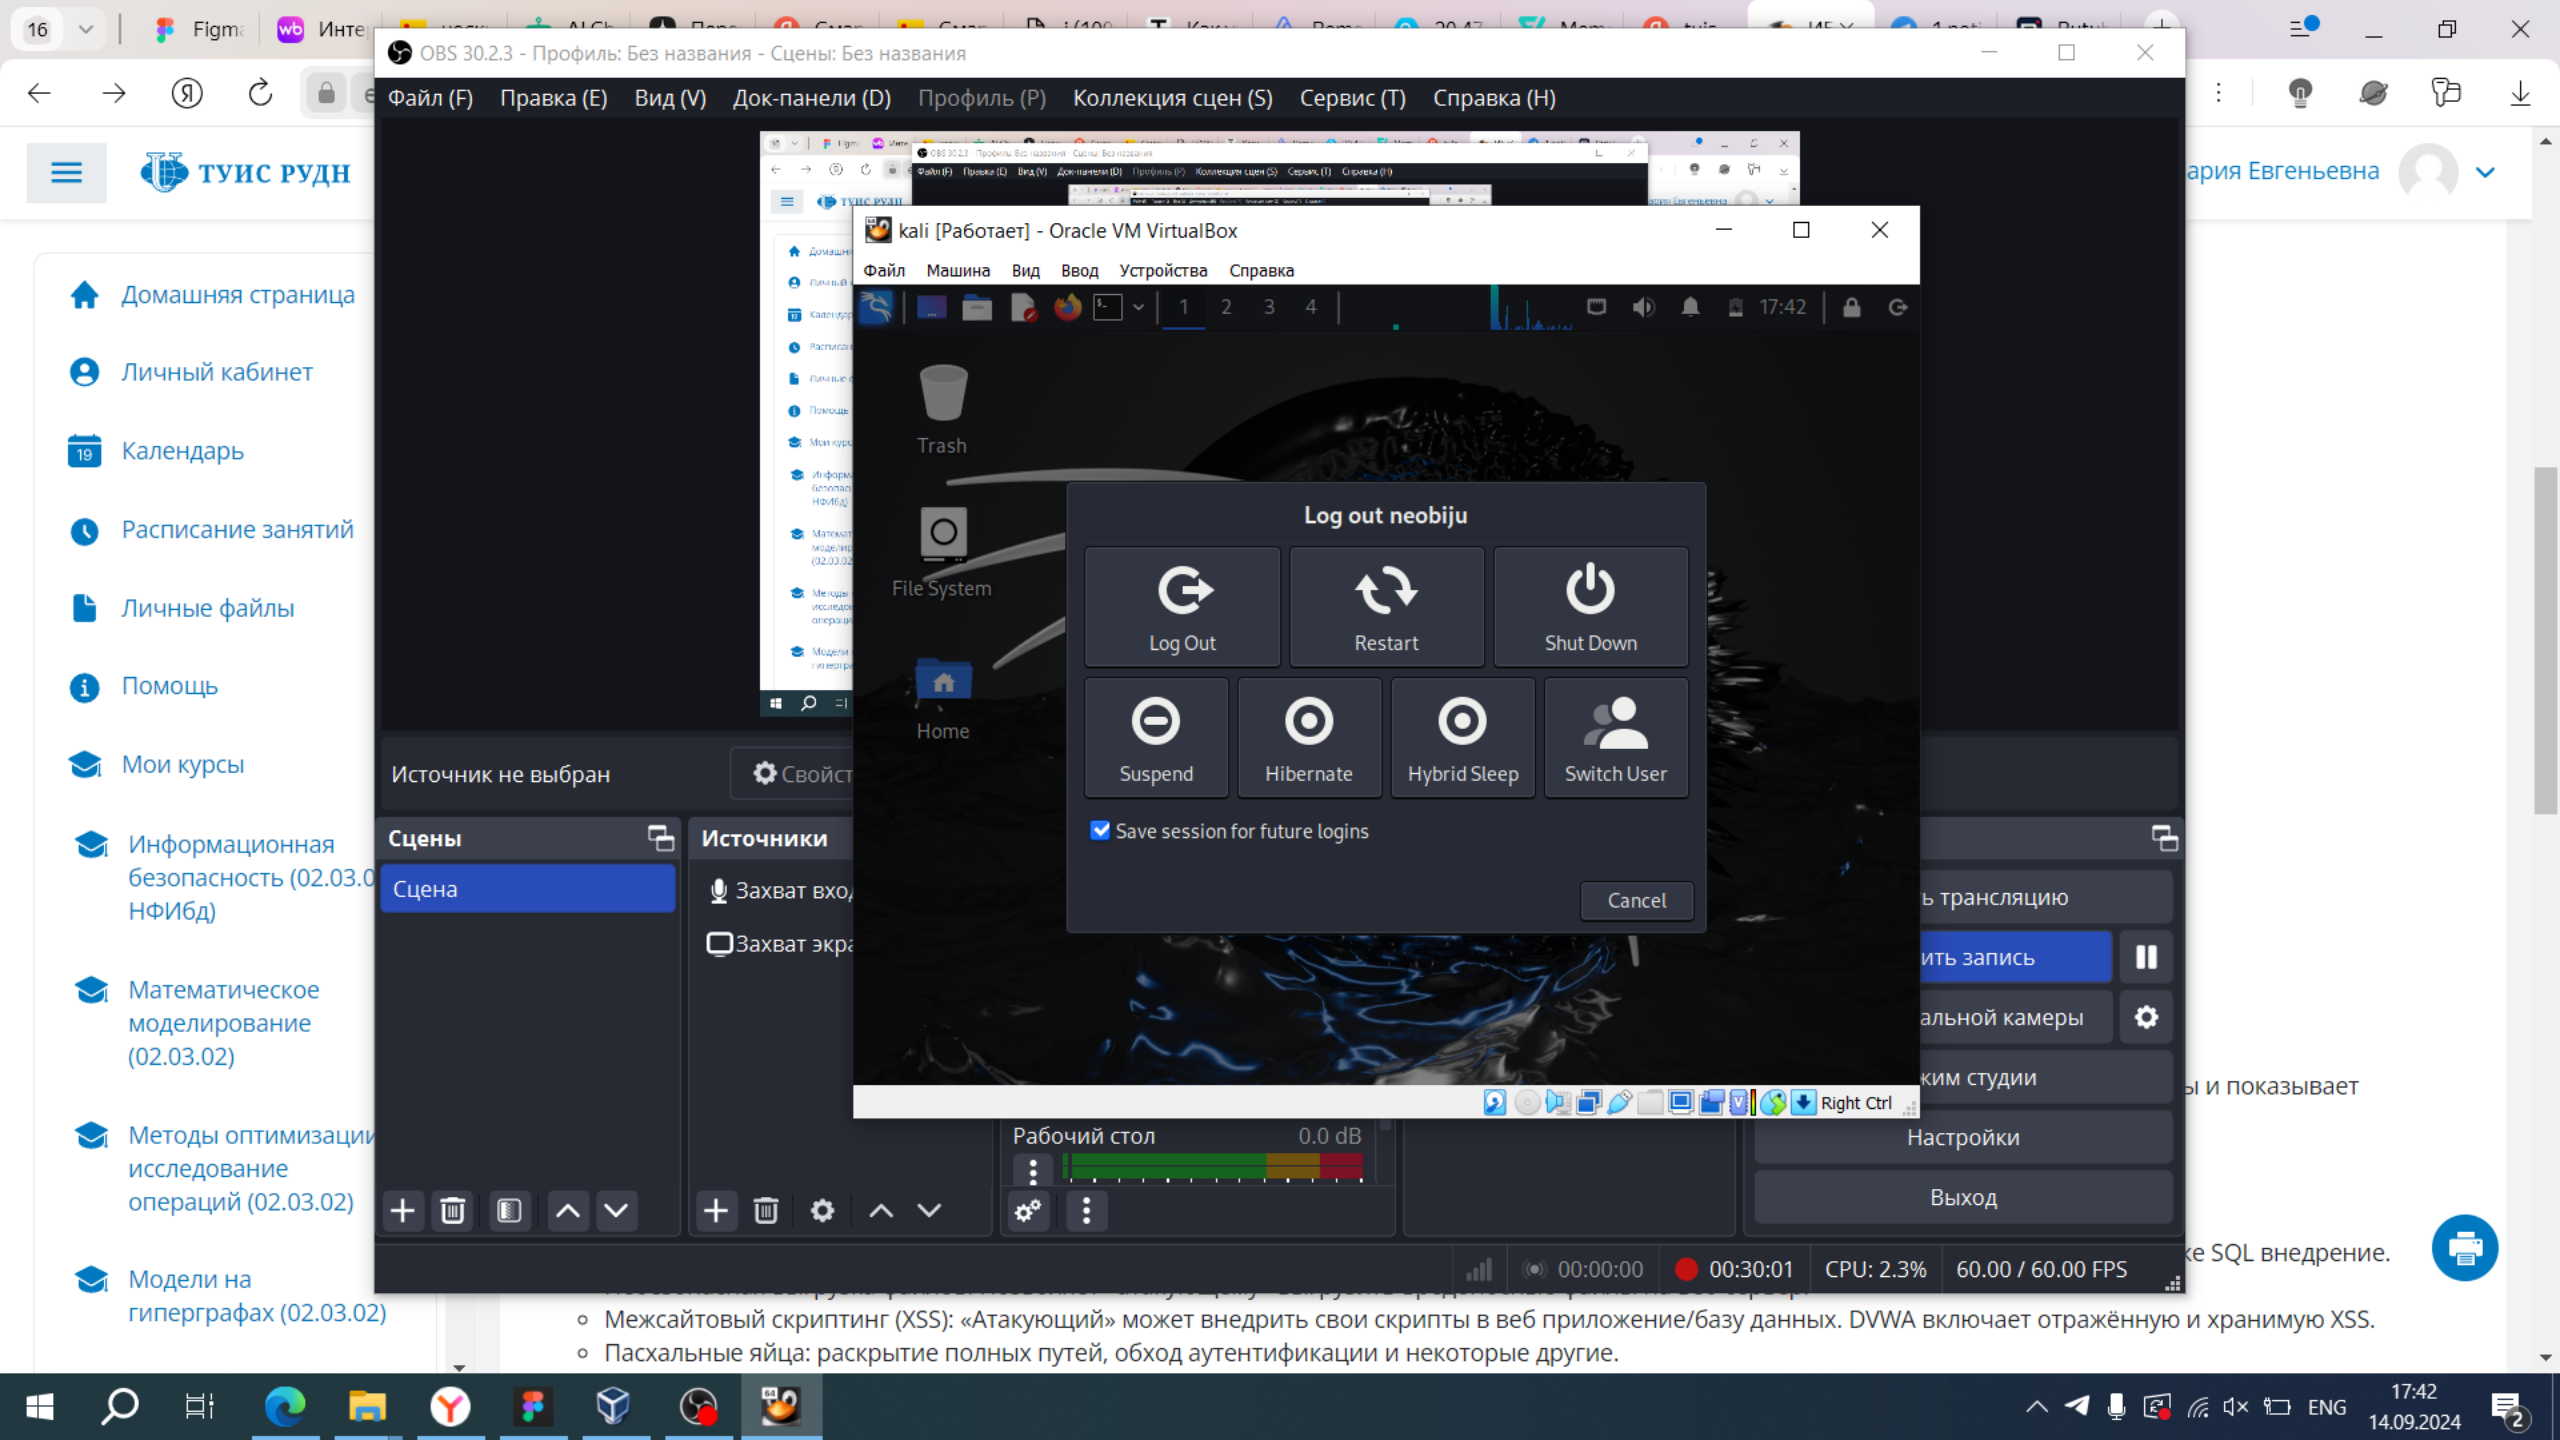 16
Figma
wb
Инте
OBS 30.2.3 - Профиль: Без названия - Сцены: Без названия
Файл (F) Правка (E) Вид (V) Док-панели (D) Профиль (P) Коллекция сцен (S) Сервис (T) Справка (H)
ТУИС РУДН
ария Евгеньевна
Домашняя страница
Личный кабинет
19
Календарь
Расписание занятий
Личные файлы
Помощь
Мои курсы
Информационная
безопасность (02.03.0
НФИбд)
Математическое
моделирование
(02.03.02)
Методы оптимизации
исследование
операций (02.03.02)
Модели на
гиперграфах (02.03.02)
kali [Работает] - Oracle VM VirtualBox
Файл Машина Вид Ввод Устройства Справка
1 2 3 4
17:42
Trash
File System
Home
Log out neobiju
Log Out
Restart
Shut Down
Suspend
Hibernate
Hybrid Sleep
Switch User
Save session for future logins
Cancel
Right Ctrl
Источник не выбран
Свойст
Сцены
Сцена
Источники
Захват вхо
Захват экра
Рабочий стол
0.0 dB
ь трансляцию
ить запись
альной камеры
ким студии
Настройки
Выход
00:00:00
00:30:01
CPU: 2.3%
60.00 / 60.00 FPS
ы и показывает
ке SQL внедрение.
Межсайтовый скриптинг (XSS): «Атакующий» может внедрить свои скрипты в веб приложение/базу данных. DVWA включает отражённую и хранимую XSS.
Пасхальные яйца: раскрытие полных путей, обход аутентификации и некоторые другие.
ENG
17:42
14.09.2024
2